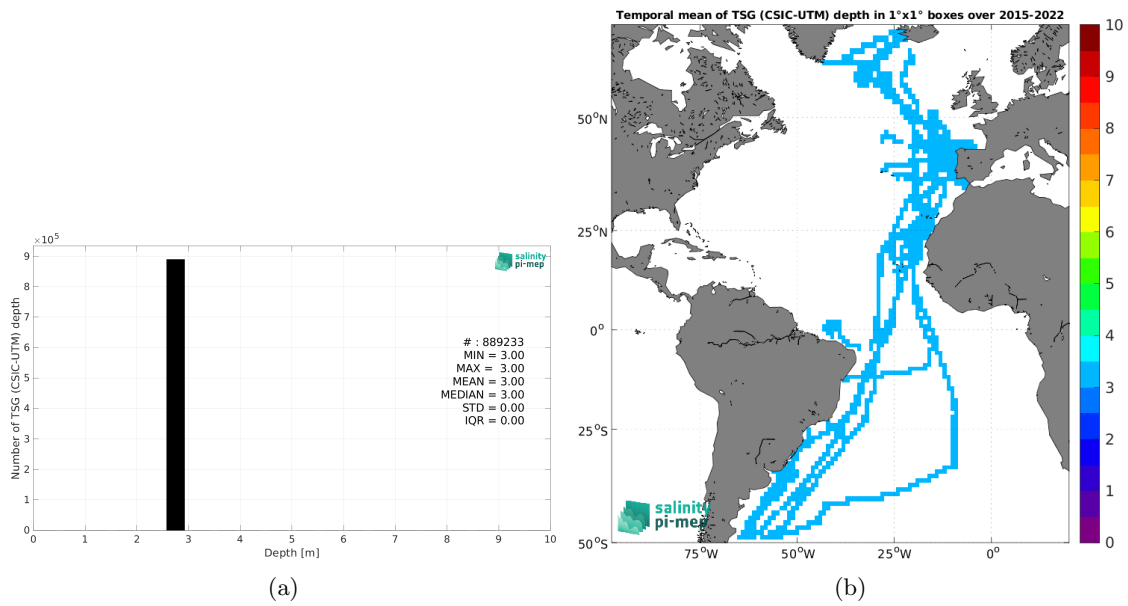 ×10⁵
9
8
7
6
5
4
3
2
1
0
0 1 2 3 4 5 6 7 8 9 10
Number of TSG (CSIC-UTM) depth
Depth [m]
salinity
pi-mep
# : 889233
MIN = 3.00
MAX = 3.00
MEAN = 3.00
MEDIAN = 3.00
STD = 0.00
IQR = 0.00
(a)
Temporal mean of TSG (CSIC-UTM) depth in 1°x1° boxes over 2015-2022
50°N
25°N
0°
25°S
50°S
75°W 50°W 25°W 0°
salinity
pi-mep
10
9
8
7
6
5
4
3
2
1
0
(b)